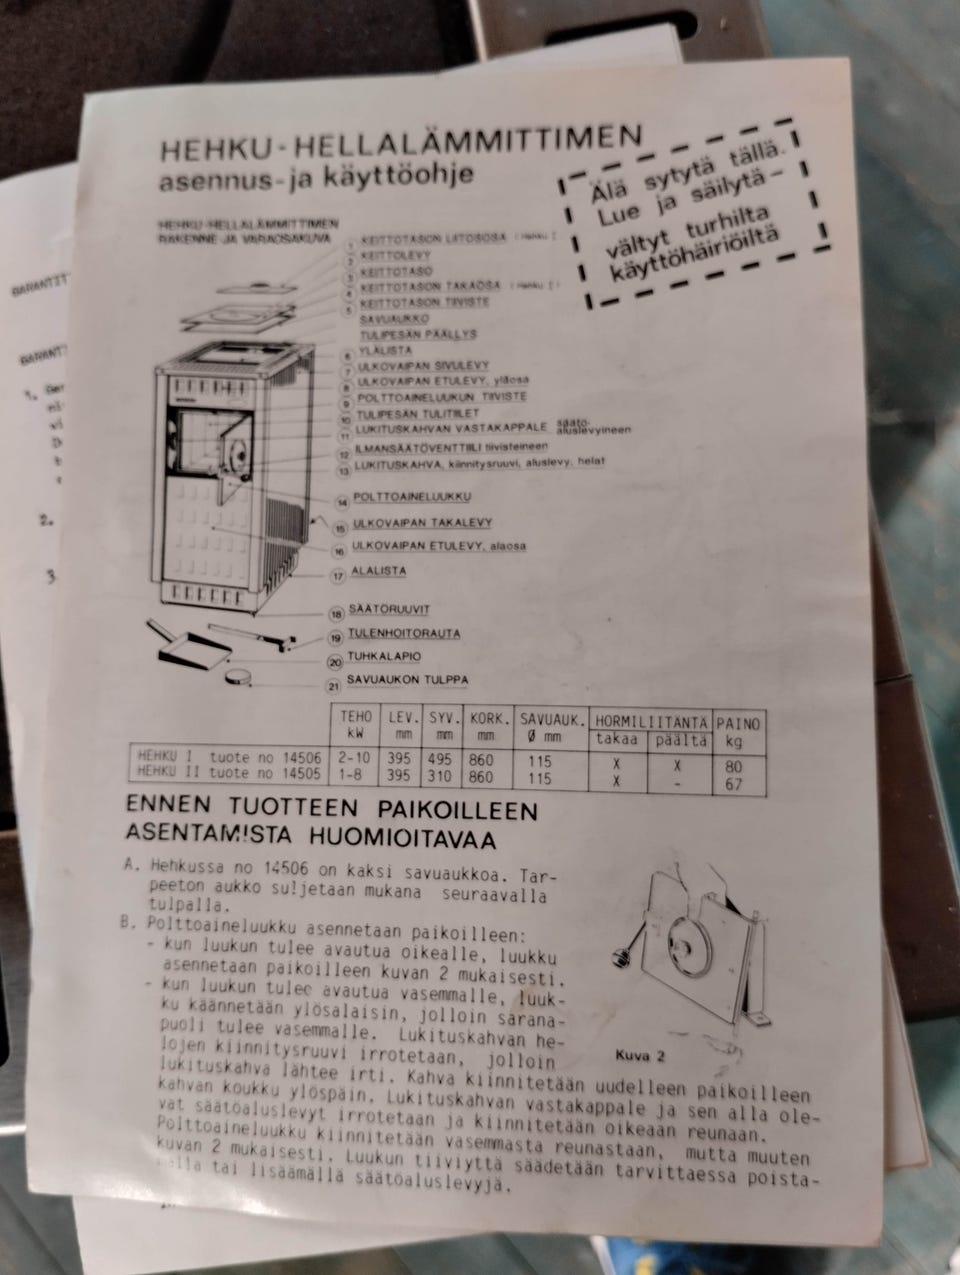 HEHKU - HELLALÄMMITTIMEN
asennus- ja käyttöohje
Älä sytytä tällä.
Lue ja säilytä -
vältyt turhilta
käyttöhäiriöiltä
HEHKU-HELLALÄMMITTIMEN
RAKENNE JA VARAOSAKUVA
1 KEITTOTASON LIITOSOSA (Hehku I
2 KEITTOLEVY
3 KEITTOTASO
4 KEITTOTASON TAKAOSA (Hehku I)
5 KEITTOTASON TIIVISTE
SAVUAUKKO
TULIPESÄN PÄÄLLYS
6 YLÄLISTA
7 ULKOVAIPAN SIVULEVY
8 ULKOVAIPAN ETULEVY, yläosa
9 POLTTOAINELUUKUN TIIVISTE
10 TULIPESÄN TULITIILET
11 LUKITUSKAHVAN VASTAKAPPALE säätö-aluslevyineen
12 ILMANSÄÄTÖVENTTIILI tiivisteineen
13 LUKITUSKAHVA, kiinnitysruuvi, aluslevy, helat
14 POLTTOAINELUUKKU
15 ULKOVAIPAN TAKALEVY
16 ULKOVAIPAN ETULEVY, alaosa
17 ALALISTA
18 SÄÄTÖRUUVIT
19 TULENHOITORAUTA
20 TUHKALAPIO
21 SAVUAUKON TULPPA
TEHO kW LEV. mm SYV. mm KORK. mm SAVUAUK. Ø mm HORMILIITÄNTÄ takaa päältä PAINO kg
HEHKU I tuote no 14506 2-10 395 495 860 115 X X 80
HEHKU II tuote no 14505 1-8 395 310 860 115 X - 67
ENNEN TUOTTEEN PAIKOILLEEN
ASENTAMISTA HUOMIOITAVAA
A. Hehkussa no 14506 on kaksi savuaukkoa. Tar-
peeton aukko suljetaan mukana seuraavalla
tulpalla.
B. Polttoaineluukku asennetaan paikoilleen:
- kun luukun tulee avautua oikealle, luukku
asennetaan paikoilleen kuvan 2 mukaisesti.
- kun luukun tulee avautua vasemmalle, luuk-
ku käännetään ylösalaisin, jolloin sarana-
puoli tulee vasemmalle. Lukituskahvan he-
lojen kiinnitysruuvi irrotetaan, jolloin
lukituskahva lähtee irti. Kahva kiinnitetään uudelleen paikoilleen
kahvan koukku ylöspäin. Lukituskahvan vastakappale ja sen alla ole-
vat säätöaluslevyt irrotetaan ja kiinnitetään oikeaan reunaan.
Polttoaineluukku kiinnitetään vasemmasta reunastaan, mutta muuten
kuvan 2 mukaisesti. Luukun tiiviyttä säädetään tarvittaessa poista-
malla tai lisäämällä säätöaluslevyjä.
Kuva 2
1.
2.
3